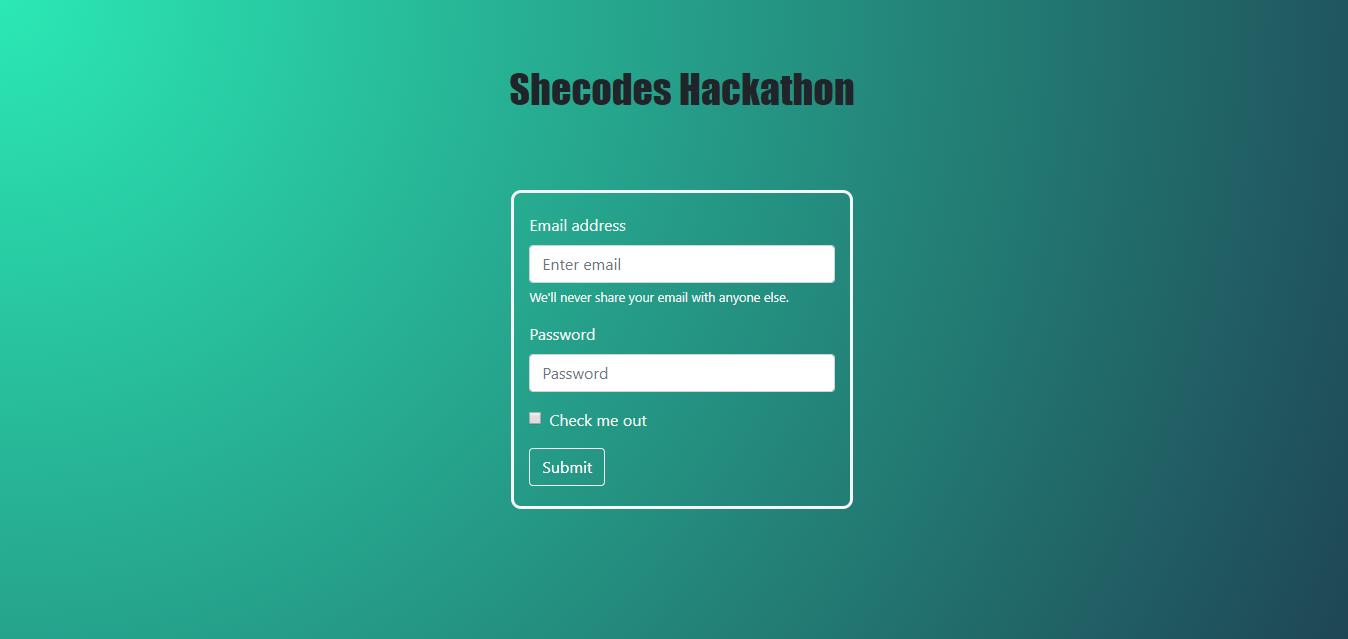 Shecodes Hackathon
Email address
Enter email
We'll never share your email with anyone else.
Password
Password
Check me out
Submit